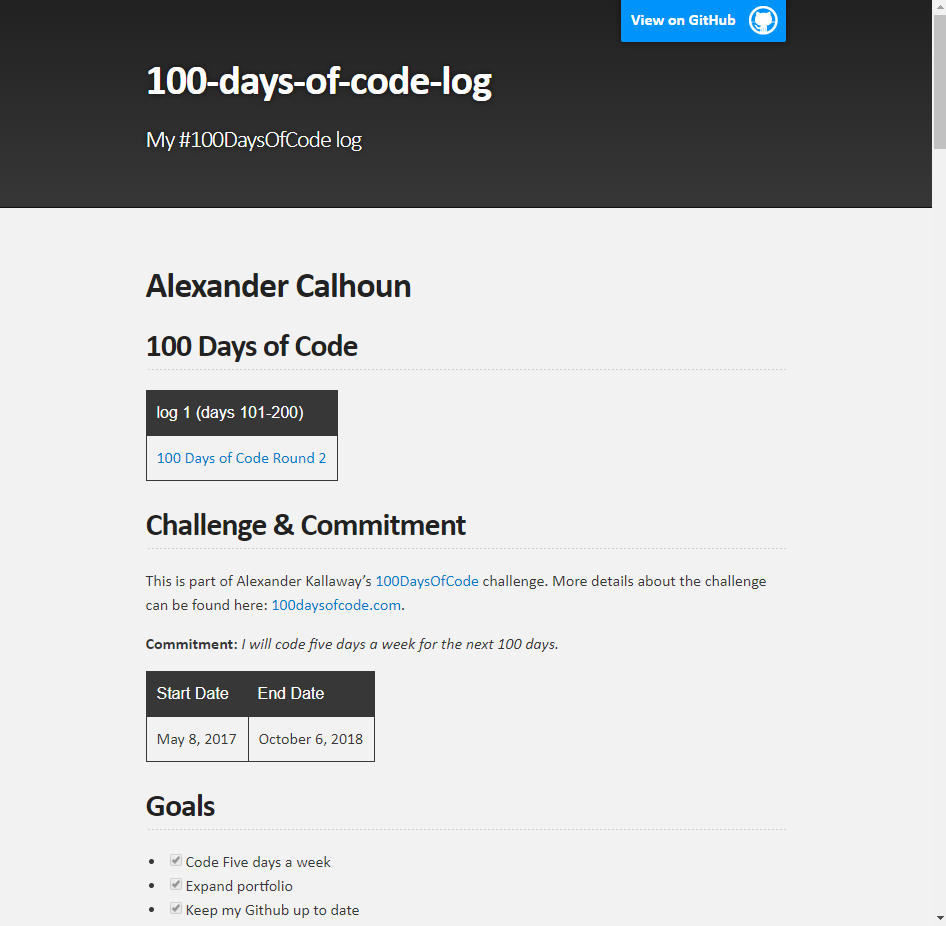 View on GitHub
100-days-of-code-log
My #100DaysOfCode log
Alexander Calhoun
100 Days of Code
log 1 (days 101-200)
100 Days of Code Round 2
Challenge & Commitment
This is part of Alexander Kallaway’s 100DaysOfCode challenge. More details about the challenge
can be found here: 100daysofcode.com.
Commitment: I will code five days a week for the next 100 days.
Start Date End Date
May 8, 2017 October 6, 2018
Goals
Code Five days a week
Expand portfolio
Keep my Github up to date